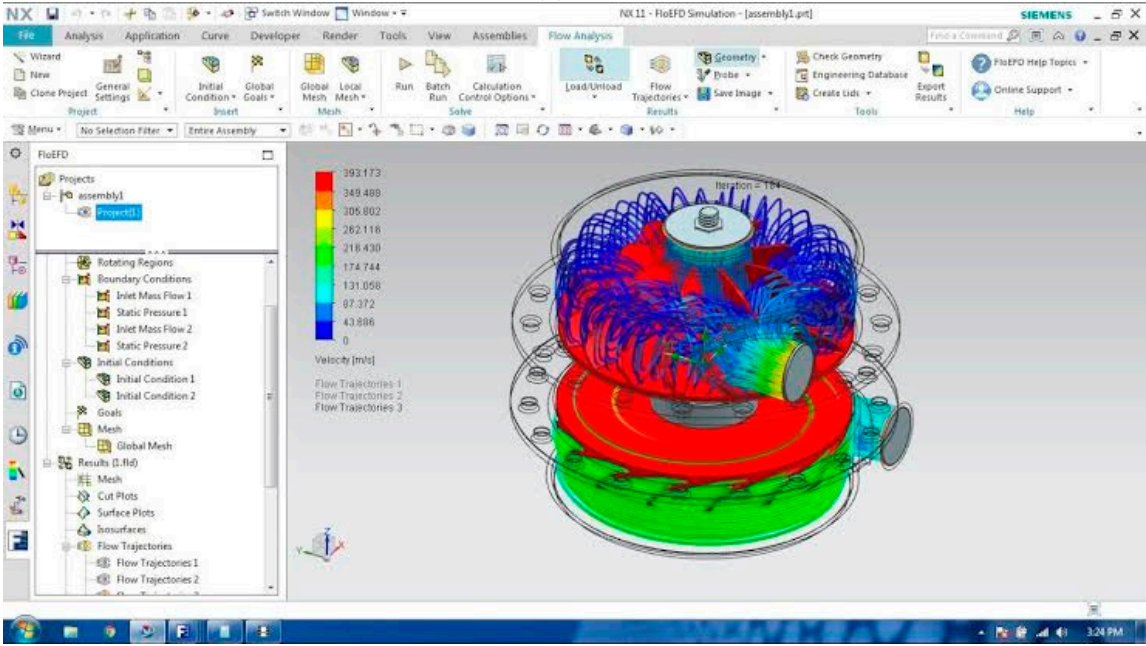 NX Switch Window Window NX 11 - FloEFD Simulation - [assembly1.prt] SIEMENS
File Analysis Application Curve Developer Render Tools View Assemblies Flow Analysis Find a Command
Wizard
New
Clone Project
General Settings
Project
Initial Condition
Global Goals
Insert
Global Mesh
Local Mesh
Mesh
Run
Batch Run
Calculation Control Options
Solve
Load/Unload
Flow Trajectories
Geometry
Probe
Save Image
Results
Check Geometry
Engineering Database
Create Lids
Export Results
Tools
FloEFD Help Topics
Online Support
Help
Menu No Selection Filter Entire Assembly
FloEFD
Projects
assembly1
Project(1)
Rotating Regions
Boundary Conditions
Inlet Mass Flow 1
Static Pressure 1
Inlet Mass Flow 2
Static Pressure 2
Initial Conditions
Initial Condition 1
Initial Condition 2
Goals
Mesh
Global Mesh
Results (1.fld)
Mesh
Cut Plots
Surface Plots
Isosurfaces
Flow Trajectories
Flow Trajectories 1
Flow Trajectories 2
393.173
349.488
305.802
262.116
218.430
174.744
131.058
87.372
43.686
0
Velocity [m/s]
Flow Trajectories 1
Flow Trajectories 2
Flow Trajectories 3
Iteration = 184
Z
Y
X
3:24 PM